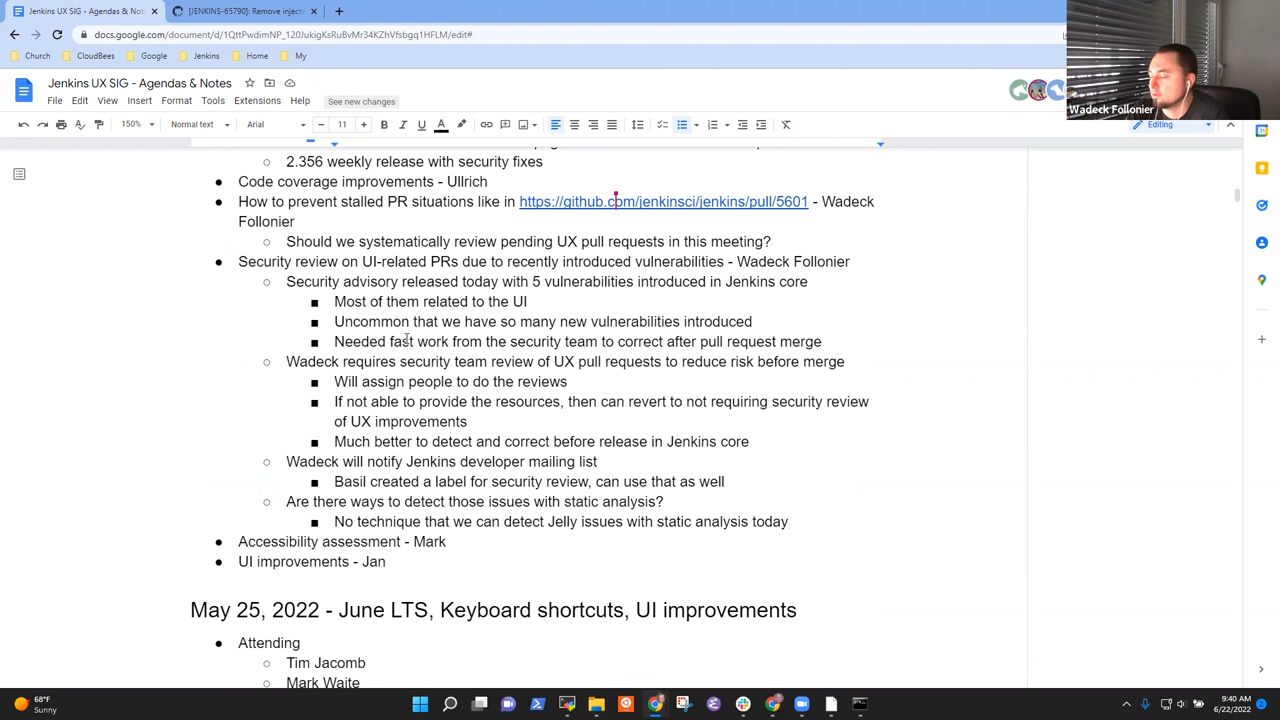 Jenkins UX SIG - Agendas & Notes
[JENKINS-65790]: Remove inject
docs.google.com/document/d/1QttPwdimNP_120JukigKsRuBvMr34KZhVi3bgq1HFLM/edit#
Church
CloudBees
Google
Jenkins
Home
My
Jenkins UX SIG - Agendas & Notes
File Edit View Insert Format Tools Extensions Help
See new changes
150%
Normal text
Arial
11
Editing
Wadeck Follonier
2.356 weekly release with security fixes
Code coverage improvements - Ullrich
How to prevent stalled PR situations like in https://github.com/jenkinsci/jenkins/pull/5601 - Wadeck
Follonier
Should we systematically review pending UX pull requests in this meeting?
Security review on UI-related PRs due to recently introduced vulnerabilities - Wadeck Follonier
Security advisory released today with 5 vulnerabilities introduced in Jenkins core
Most of them related to the UI
Uncommon that we have so many new vulnerabilities introduced
Needed fast work from the security team to correct after pull request merge
Wadeck requires security team review of UX pull requests to reduce risk before merge
Will assign people to do the reviews
If not able to provide the resources, then can revert to not requiring security review
of UX improvements
Much better to detect and correct before release in Jenkins core
Wadeck will notify Jenkins developer mailing list
Basil created a label for security review, can use that as well
Are there ways to detect those issues with static analysis?
No technique that we can detect Jelly issues with static analysis today
Accessibility assessment - Mark
UI improvements - Jan
May 25, 2022 - June LTS, Keyboard shortcuts, UI improvements
Attending
Tim Jacomb
Mark Waite
68°F
Sunny
9:40 AM
6/22/2022